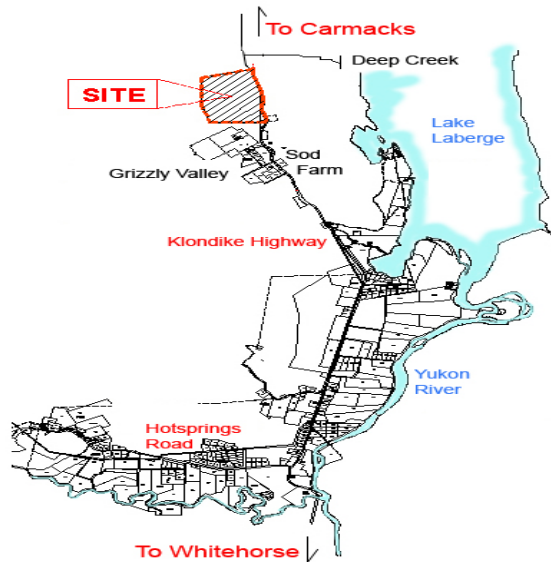 To Carmacks
Deep Creek
SITE
Lake
Laberge
Sod
Farm
Grizzly Valley
Klondike Highway
Yukon
River
Hotsprings
Road
To Whitehorse